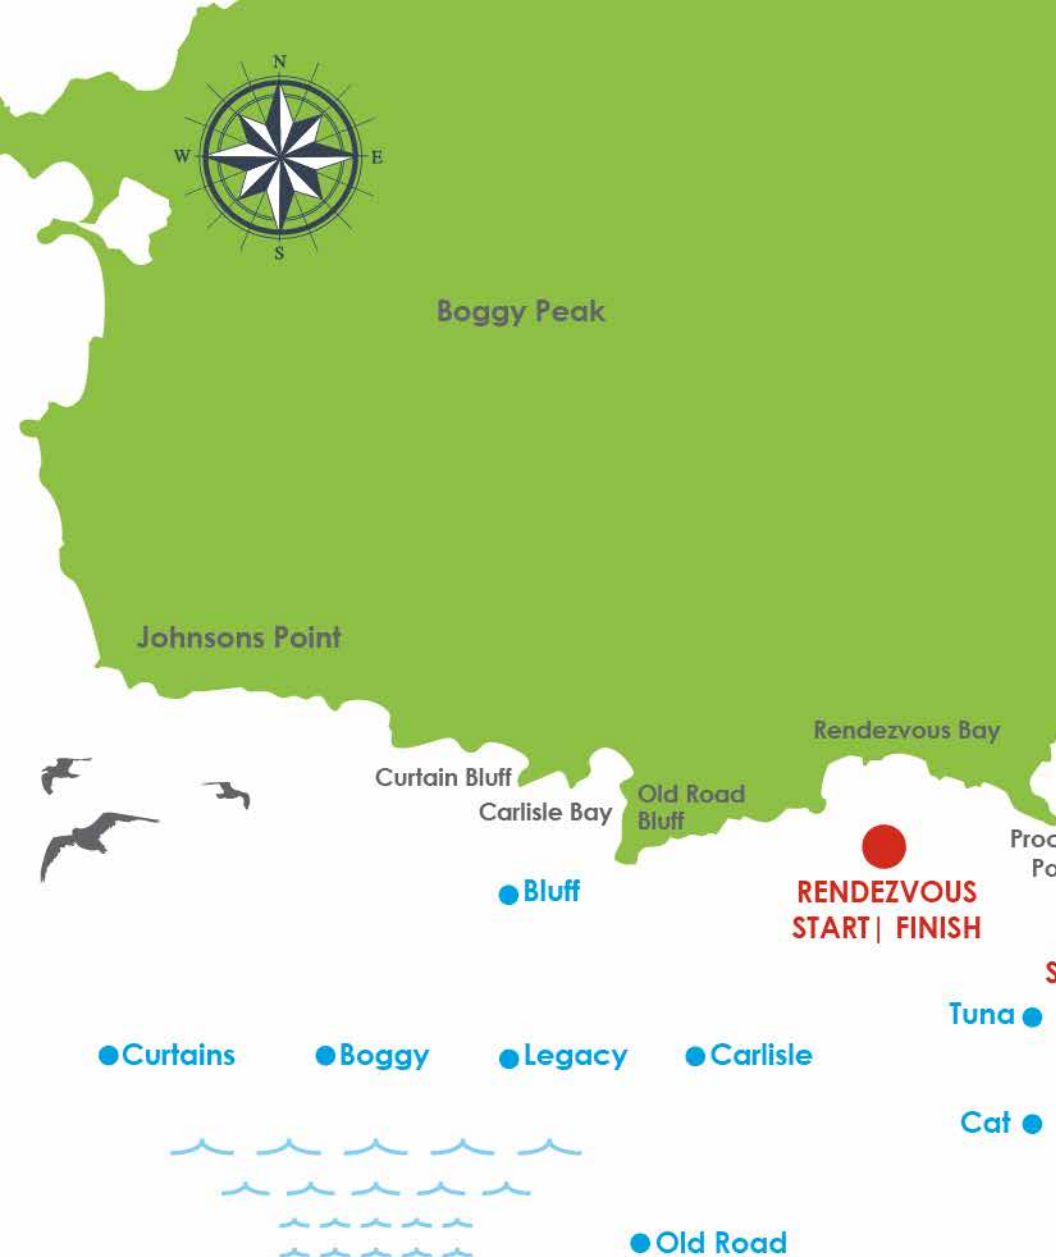 N
W
E
S
Boggy Peak
Johnsons Point
Rendezvous Bay
Curtain Bluff
Old Road
Bluff
Carlisle Bay
Bluff
RENDEZVOUS
START| FINISH
Tuna
Curtains
Boggy
Legacy
Carlisle
Cat
Old Road